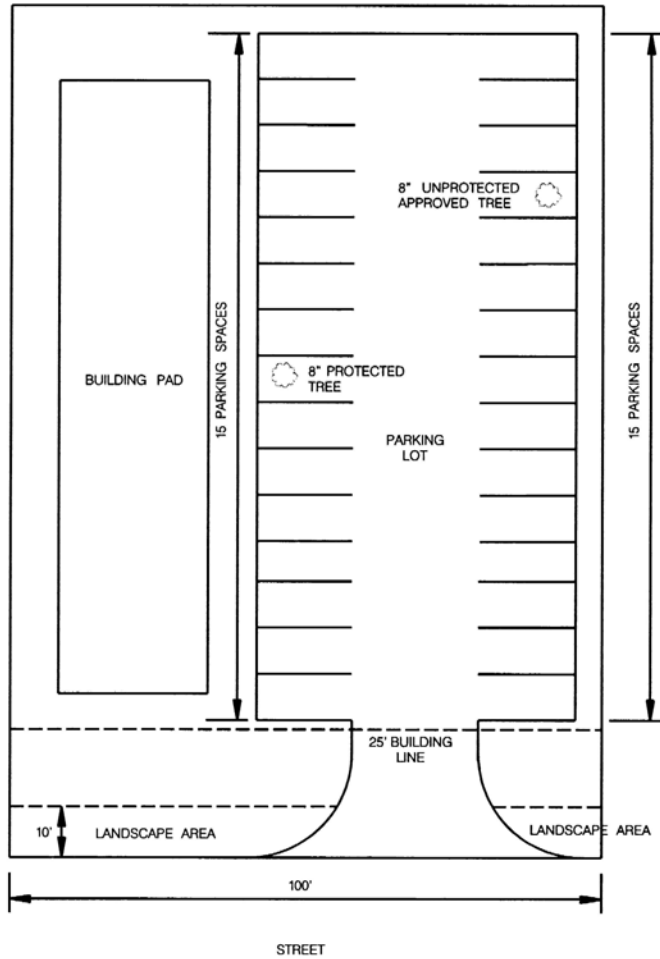 8" UNPROTECTED
APPROVED TREE
15 PARKING SPACES
15 PARKING SPACES
BUILDING PAD
8" PROTECTED
TREE
PARKING
LOT
25' BUILDING
LINE
10'
LANDSCAPE AREA
LANDSCAPE AREA
100'
STREET